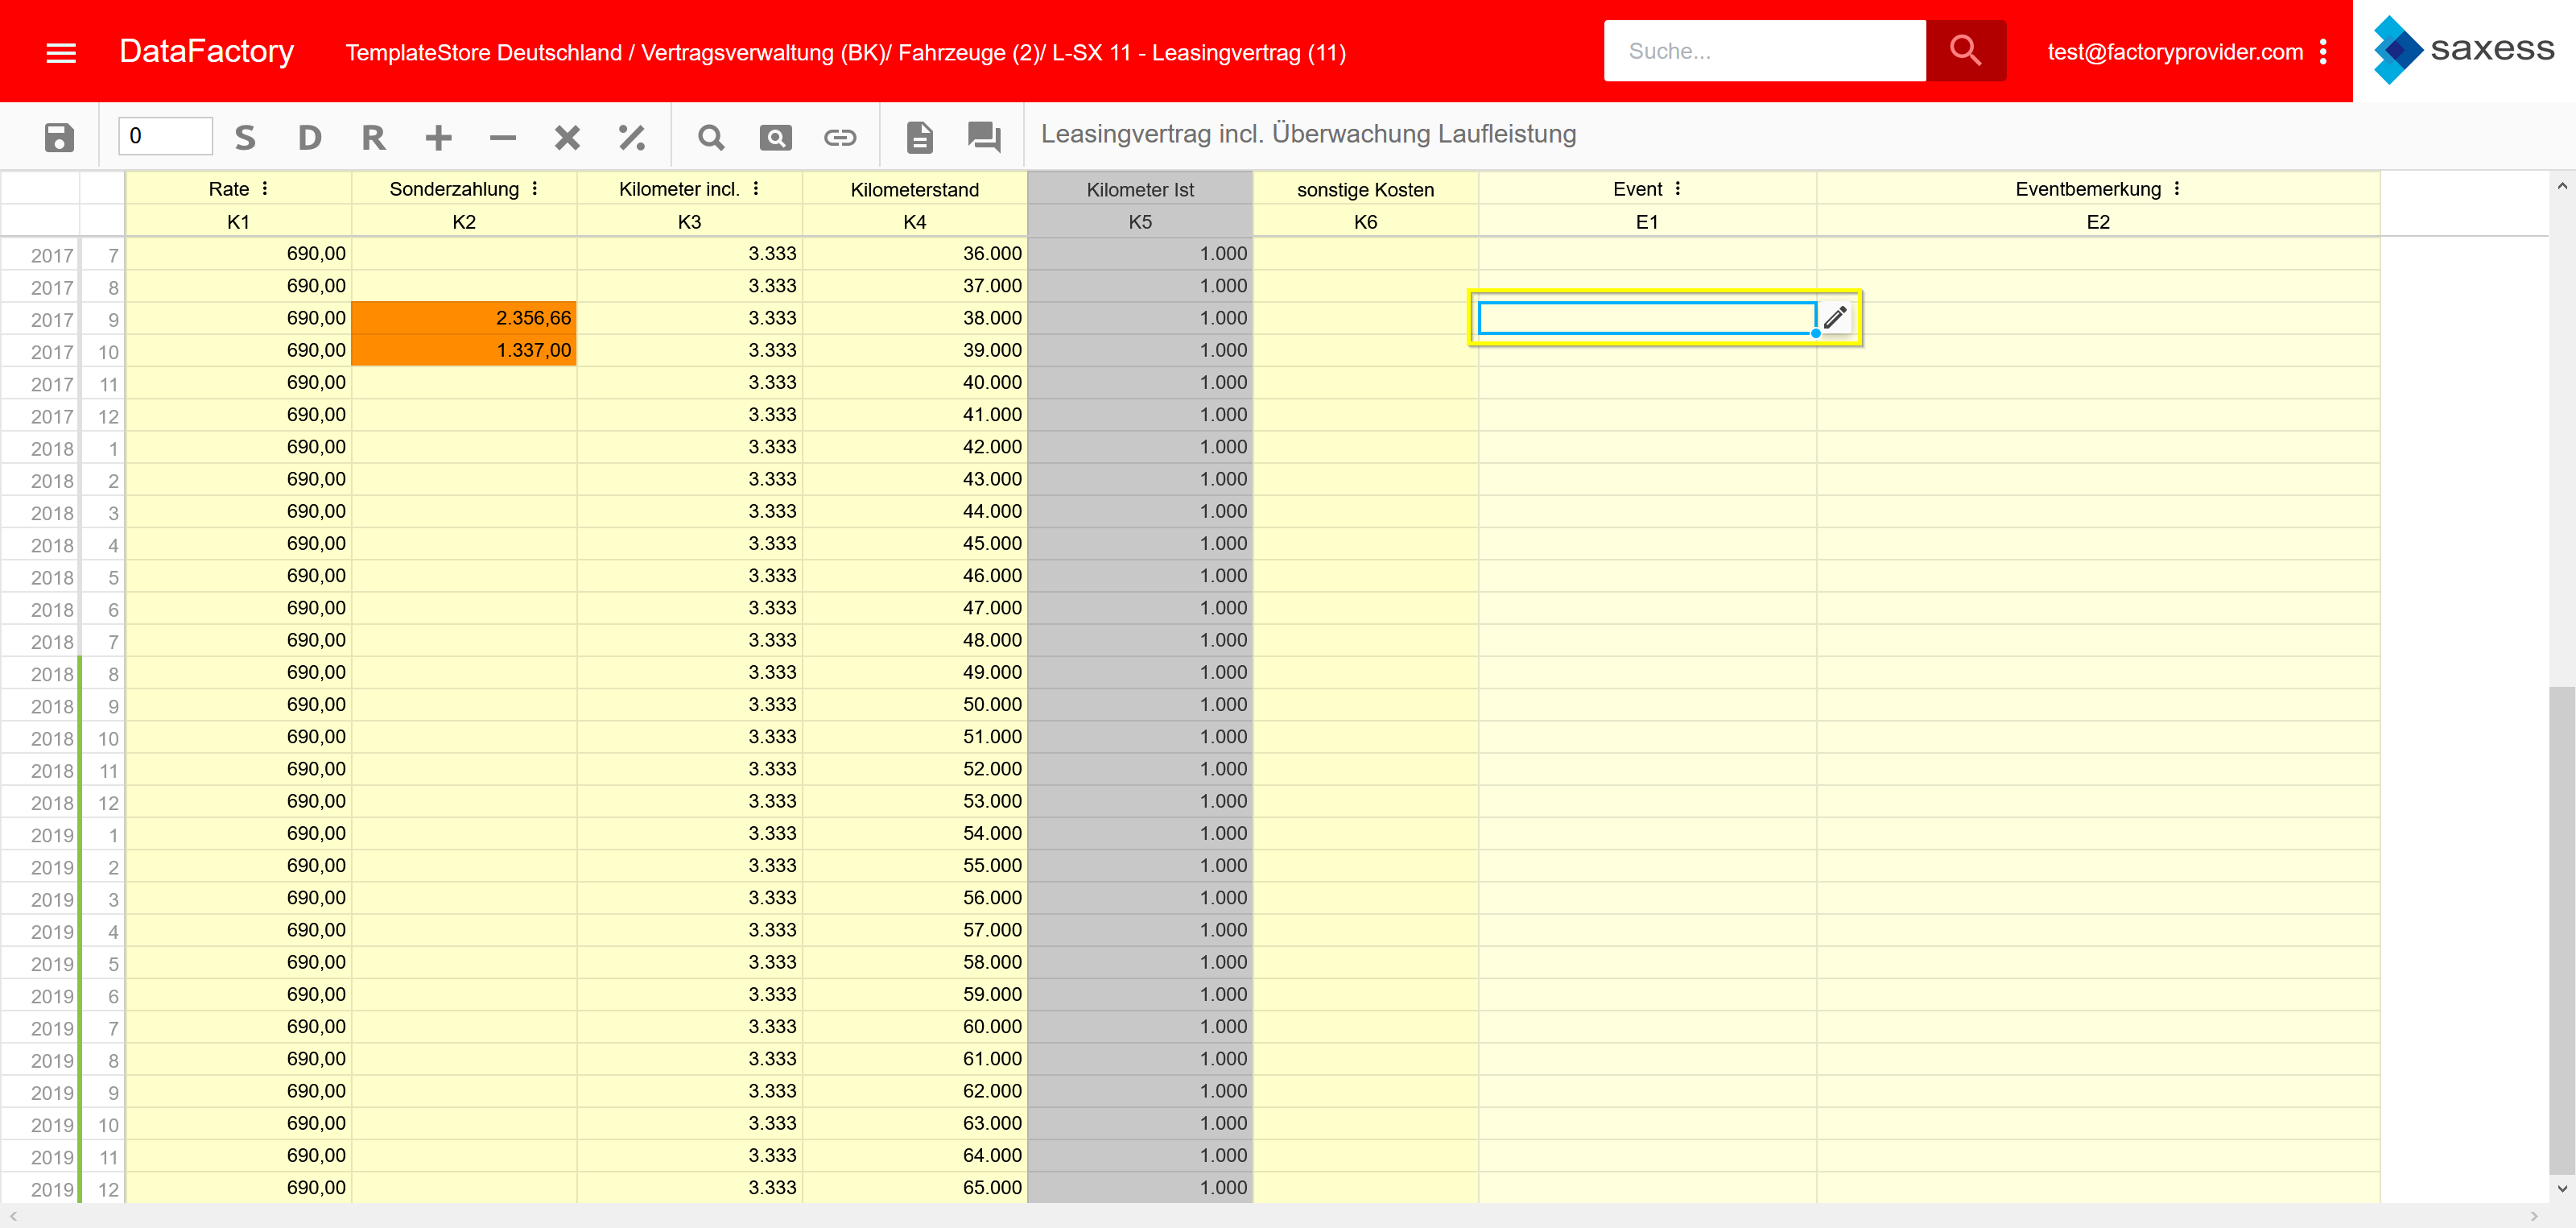 DataFactory TemplateStore Deutschland / Vertragsverwaltung (BK)/ Fahrzeuge (2)/ L-SX 11 - Leasingvertrag (11) Suche... test@factoryprovider.com saxess
0 S D R Leasingvertrag incl. Überwachung Laufleistung
Rate Sonderzahlung Kilometer incl. Kilometerstand Kilometer Ist sonstige Kosten Event Eventbemerkung
K1 K2 K3 K4 K5 K6 E1 E2
2017 7 690,00 3.333 36.000 1.000
2017 8 690,00 3.333 37.000 1.000
2017 9 690,00 2.356,66 3.333 38.000 1.000
2017 10 690,00 1.337,00 3.333 39.000 1.000
2017 11 690,00 3.333 40.000 1.000
2017 12 690,00 3.333 41.000 1.000
2018 1 690,00 3.333 42.000 1.000
2018 2 690,00 3.333 43.000 1.000
2018 3 690,00 3.333 44.000 1.000
2018 4 690,00 3.333 45.000 1.000
2018 5 690,00 3.333 46.000 1.000
2018 6 690,00 3.333 47.000 1.000
2018 7 690,00 3.333 48.000 1.000
2018 8 690,00 3.333 49.000 1.000
2018 9 690,00 3.333 50.000 1.000
2018 10 690,00 3.333 51.000 1.000
2018 11 690,00 3.333 52.000 1.000
2018 12 690,00 3.333 53.000 1.000
2019 1 690,00 3.333 54.000 1.000
2019 2 690,00 3.333 55.000 1.000
2019 3 690,00 3.333 56.000 1.000
2019 4 690,00 3.333 57.000 1.000
2019 5 690,00 3.333 58.000 1.000
2019 6 690,00 3.333 59.000 1.000
2019 7 690,00 3.333 60.000 1.000
2019 8 690,00 3.333 61.000 1.000
2019 9 690,00 3.333 62.000 1.000
2019 10 690,00 3.333 63.000 1.000
2019 11 690,00 3.333 64.000 1.000
2019 12 690,00 3.333 65.000 1.000